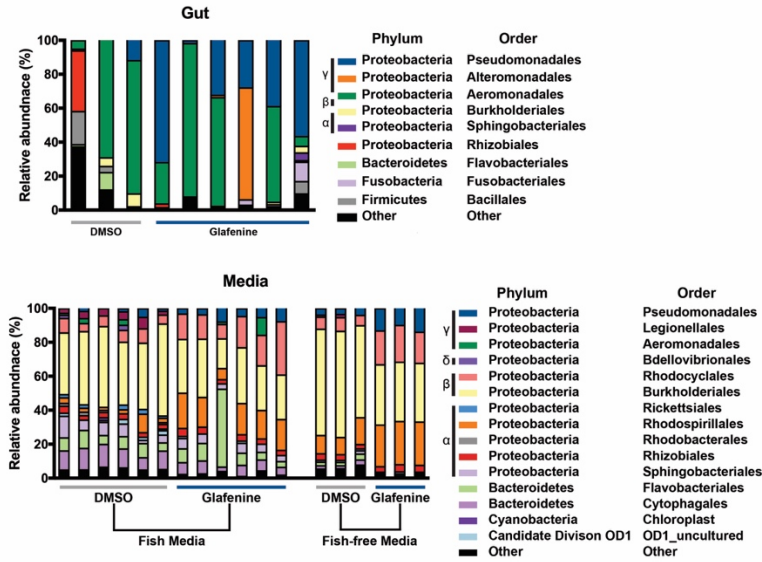 Gut
Relative abundnace (%)
100
80
60
40
20
0
DMSO Glafenine
Phylum Order
γ
β
α
Proteobacteria Pseudomonadales
Proteobacteria Alteromonadales
Proteobacteria Aeromonadales
Proteobacteria Burkholderiales
Proteobacteria Sphingobacteriales
Proteobacteria Rhizobiales
Bacteroidetes Flavobacteriales
Fusobacteria Fusobacteriales
Firmicutes Bacillales
Other Other
Media
Relative abundnace (%)
100
80
60
40
20
0
DMSO Glafenine DMSO Glafenine
Fish Media Fish-free Media
Phylum Order
γ
δ
β
α
Proteobacteria Pseudomonadales
Proteobacteria Legionellales
Proteobacteria Aeromonadales
Proteobacteria Bdellovibrionales
Proteobacteria Rhodocyclales
Proteobacteria Burkholderiales
Proteobacteria Rickettsiales
Proteobacteria Rhodospirillales
Proteobacteria Rhodobacterales
Proteobacteria Rhizobiales
Proteobacteria Sphingobacteriales
Bacteroidetes Flavobacteriales
Bacteroidetes Cytophagales
Cyanobacteria Chloroplast
Candidate Divison OD1 OD1_uncultured
Other Other